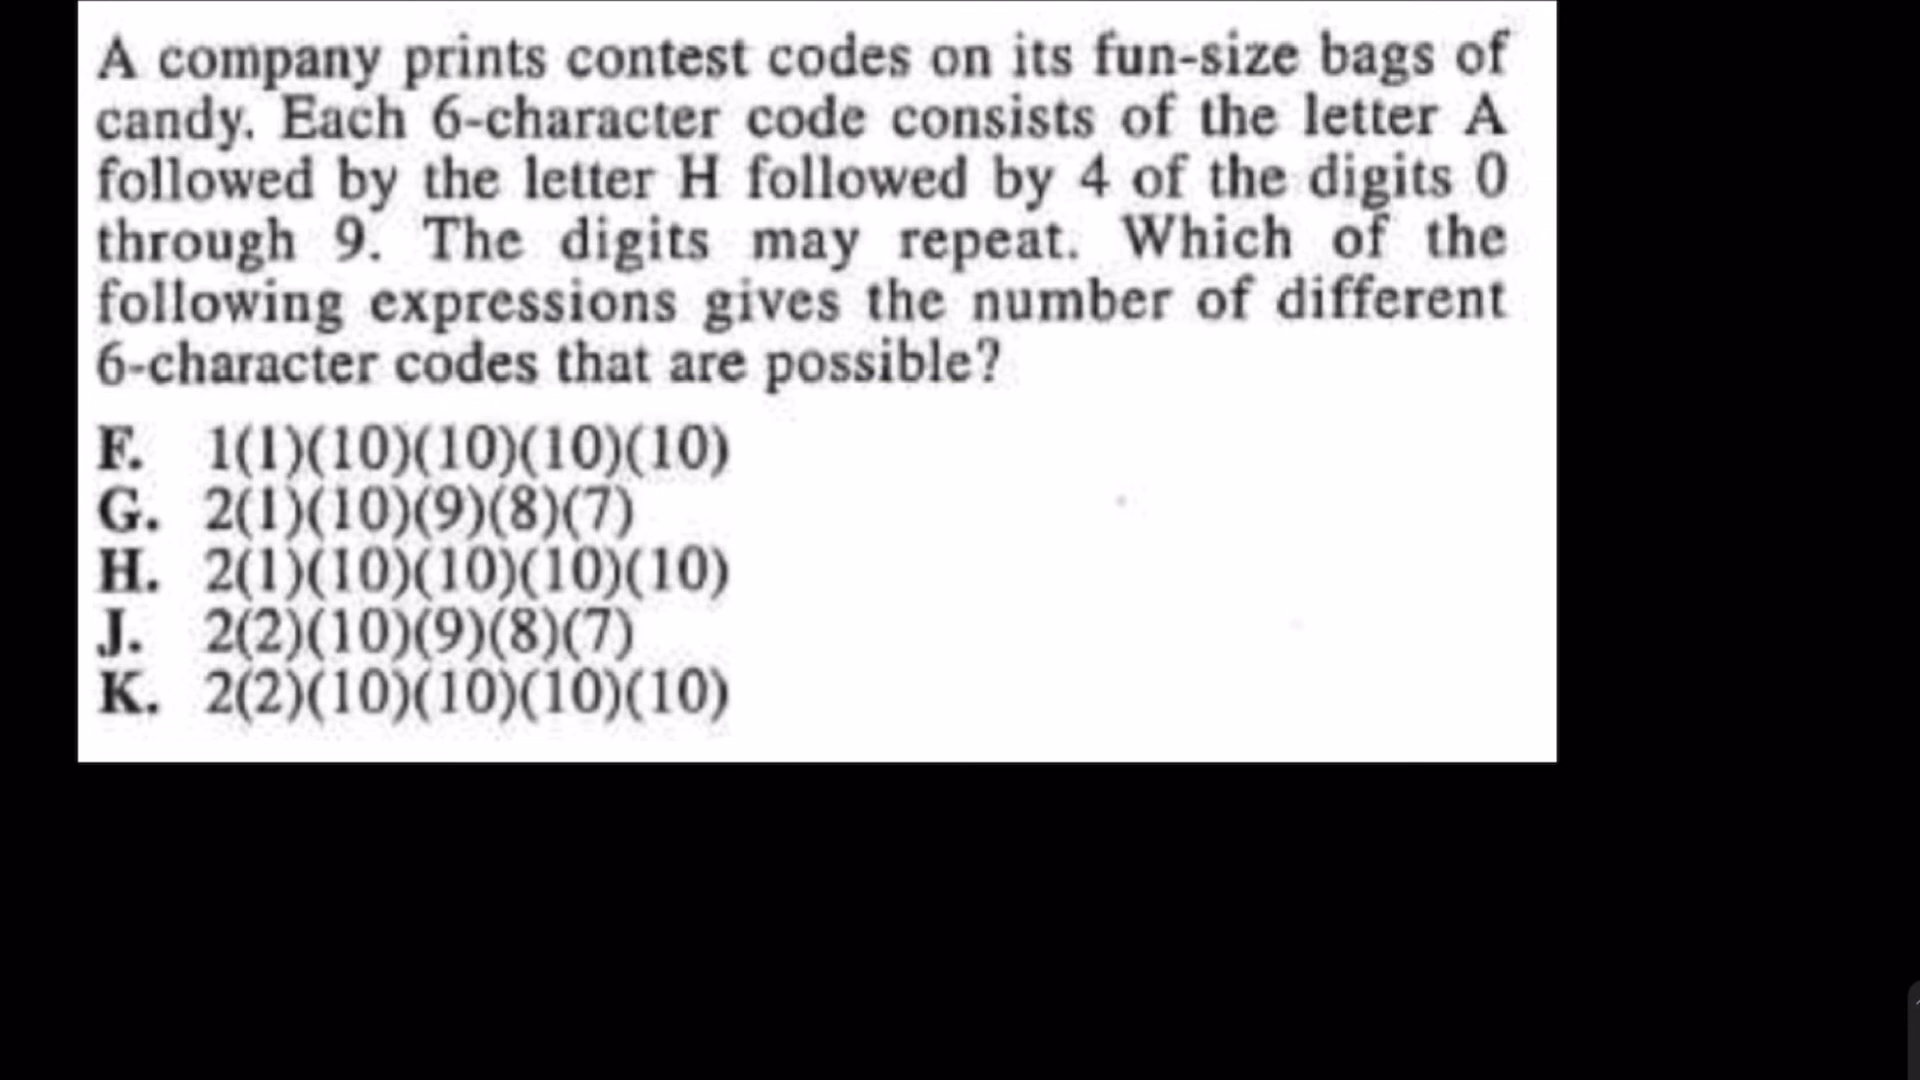 A company prints contest codes on its fun-size bags of
candy. Each 6-character code consists of the letter A
followed by the letter H followed by 4 of the digits 0
through 9. The digits may repeat. Which of the
following expressions gives the number of different
6-character codes that are possible?
F. 1(1)(10)(10)(10)(10)
G. 2(1)(10)(9)(8)(7)
H. 2(1)(10)(10)(10)(10)
J. 2(2)(10)(9)(8)(7)
K. 2(2)(10)(10)(10)(10)